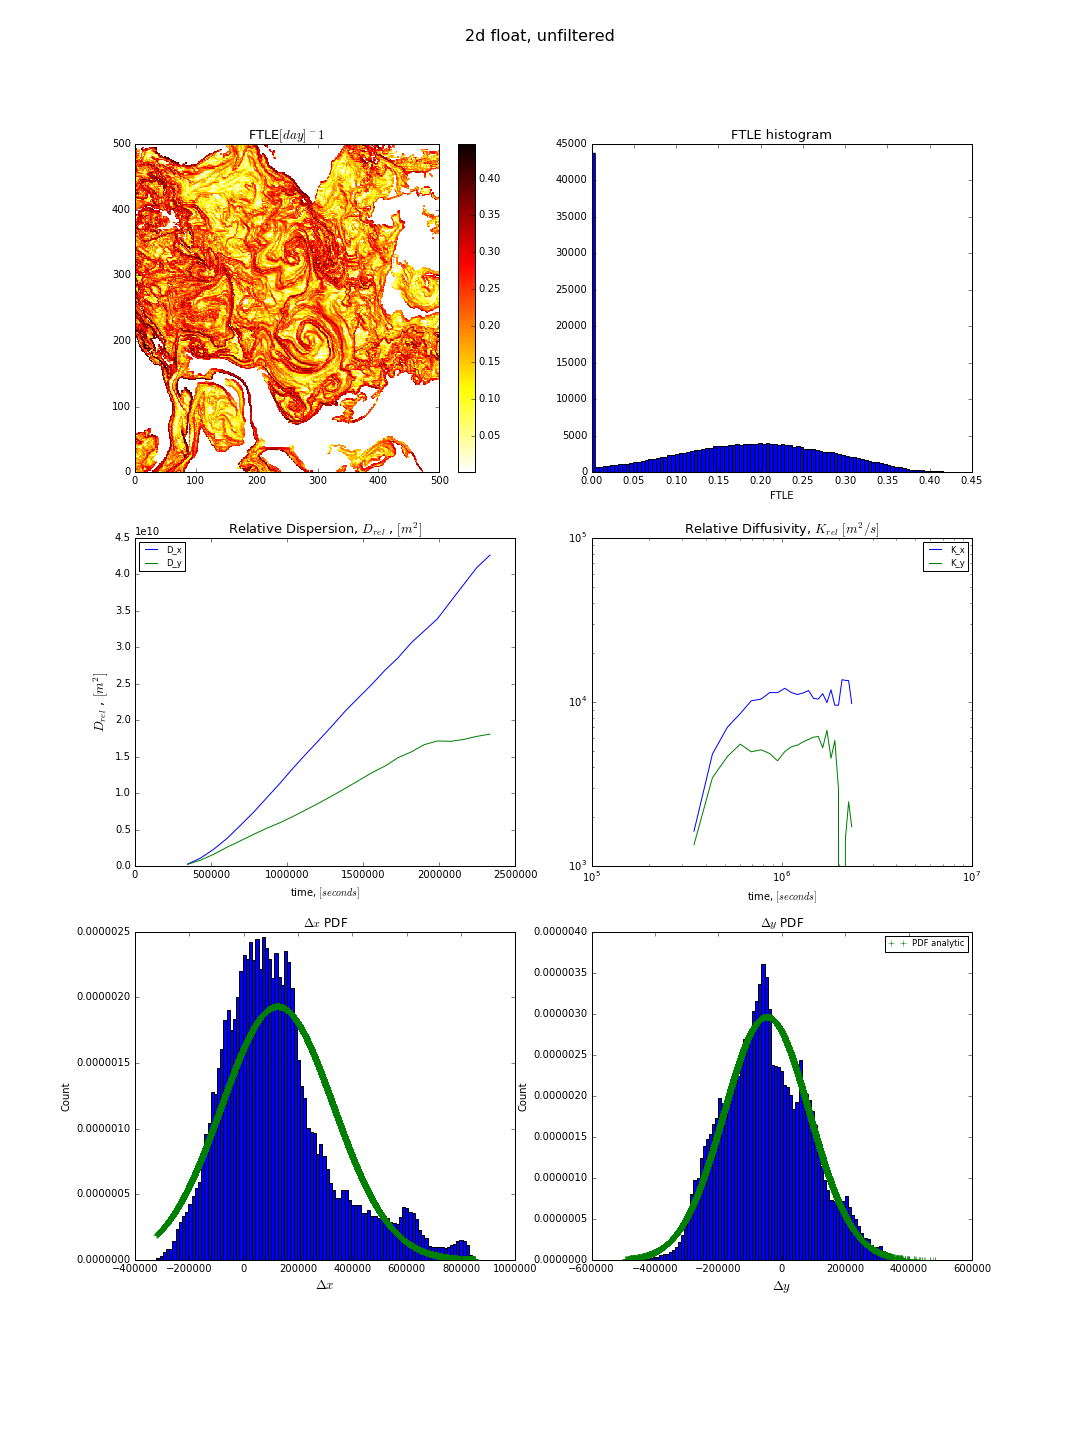 2d float, unfiltered
FTLE[day]^-1
500
400
300
200
100
0
0 100 200 300 400 500
0.40
0.35
0.30
0.25
0.20
0.15
0.10
0.05
FTLE histogram
45000
40000
35000
30000
25000
20000
15000
10000
5000
0
0.00 0.05 0.10 0.15 0.20 0.25 0.30 0.35 0.40 0.45
FTLE
Relative Dispersion, D_rel , [m^2]
1e10
4.5
4.0
3.5
3.0
2.5
2.0
1.5
1.0
0.5
0.0
D_x
D_y
D_rel , [m^2]
0 500000 1000000 1500000 2000000 2500000
time, [seconds]
Relative Diffusivity, K_rel [m^2/s]
10^5
10^4
10^3
K_x
K_y
10^5 10^6 10^7
time, [seconds]
Δx PDF
0.0000025
0.0000020
0.0000015
0.0000010
0.0000005
0.0000000
Count
−400000 −200000 0 200000 400000 600000 800000 1000000
Δx
Δy PDF
0.0000040
0.0000035
0.0000030
0.0000025
0.0000020
0.0000015
0.0000010
0.0000005
0.0000000
Count
+ + PDF analytic
−600000 −400000 −200000 0 200000 400000 600000
Δy